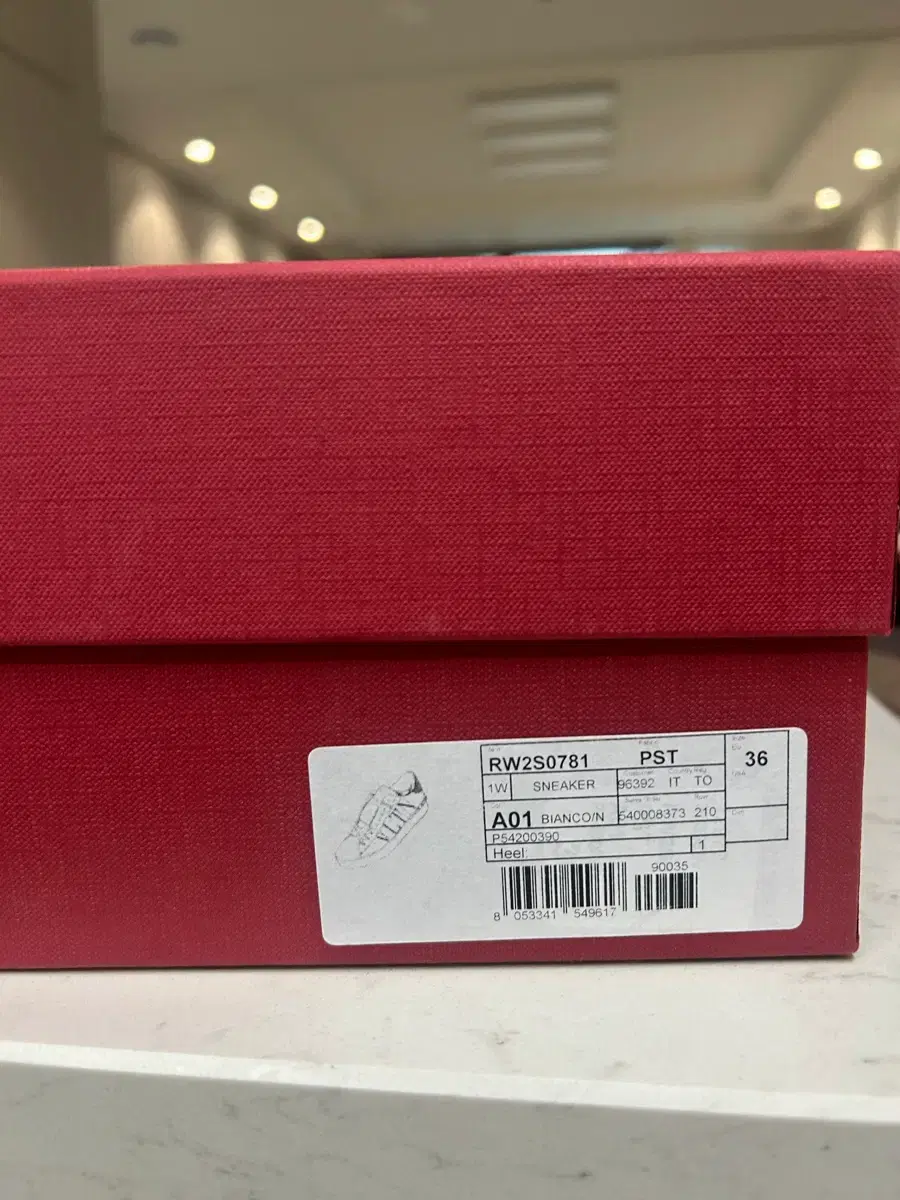 VLTN
RW2S0781 PST
1W SNEAKER 96392 IT TO
A01 BIANCO/N 540008373 210
P54200390
Heel: 1
36
90035
8 053341 549617